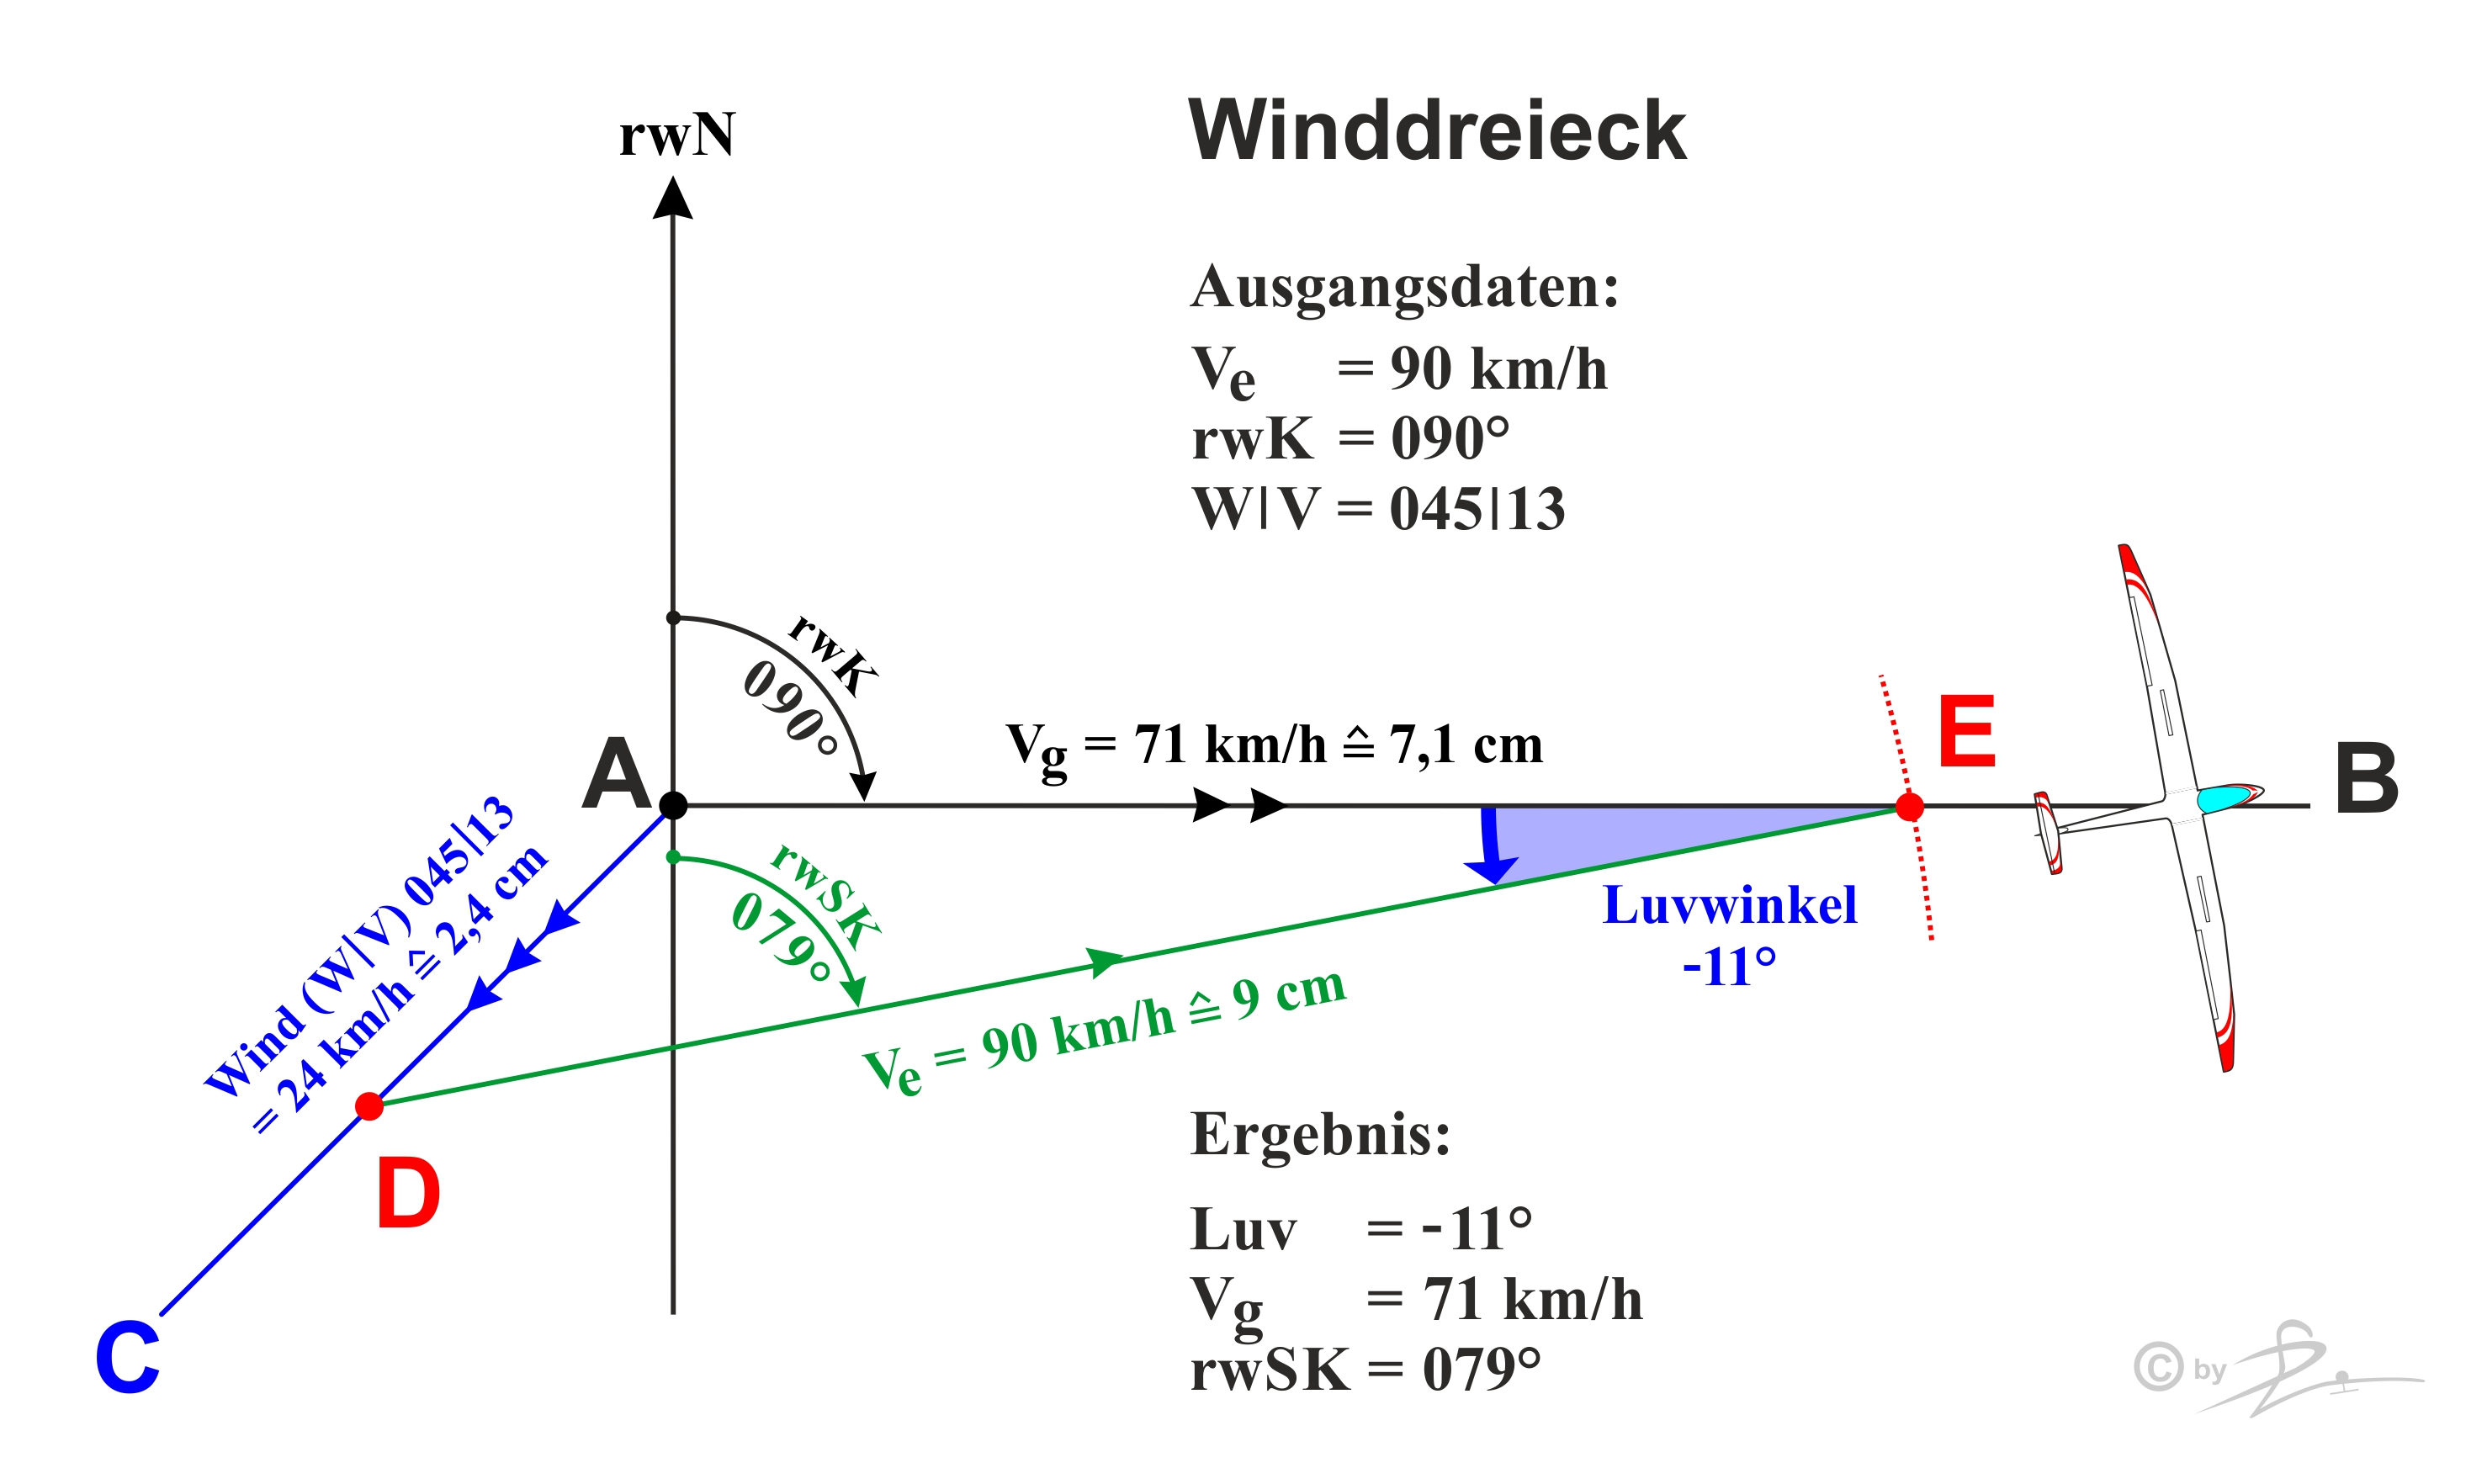 Winddreieck
rwN
Ausgangsdaten:
Ve = 90 km/h
rwK = 090°
W|V = 045|13
rwK
090°
A
Vg = 71 km/h ≙ 7,1 cm
E
B
Wind (W|V) 045|13
= 24 km/h ≙ 2,4 cm
rwSK
079°
Luvwinkel
-11°
Ve = 90 km/h ≙ 9 cm
D
C
Ergebnis:
Luv = -11°
Vg = 71 km/h
rwSK = 079°
© by